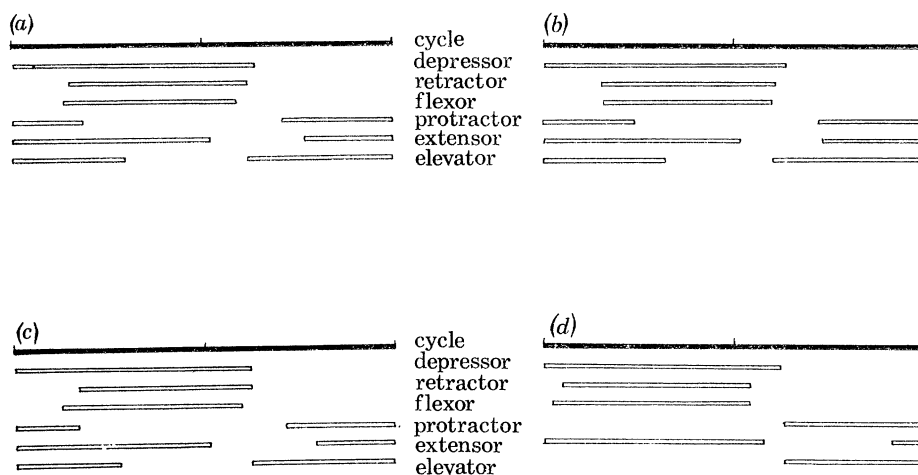 (a)
(b)
cycle
depressor
retractor
flexor
protractor
extensor
elevator
(c)
(d)
cycle
depressor
retractor
flexor
protractor
extensor
elevator